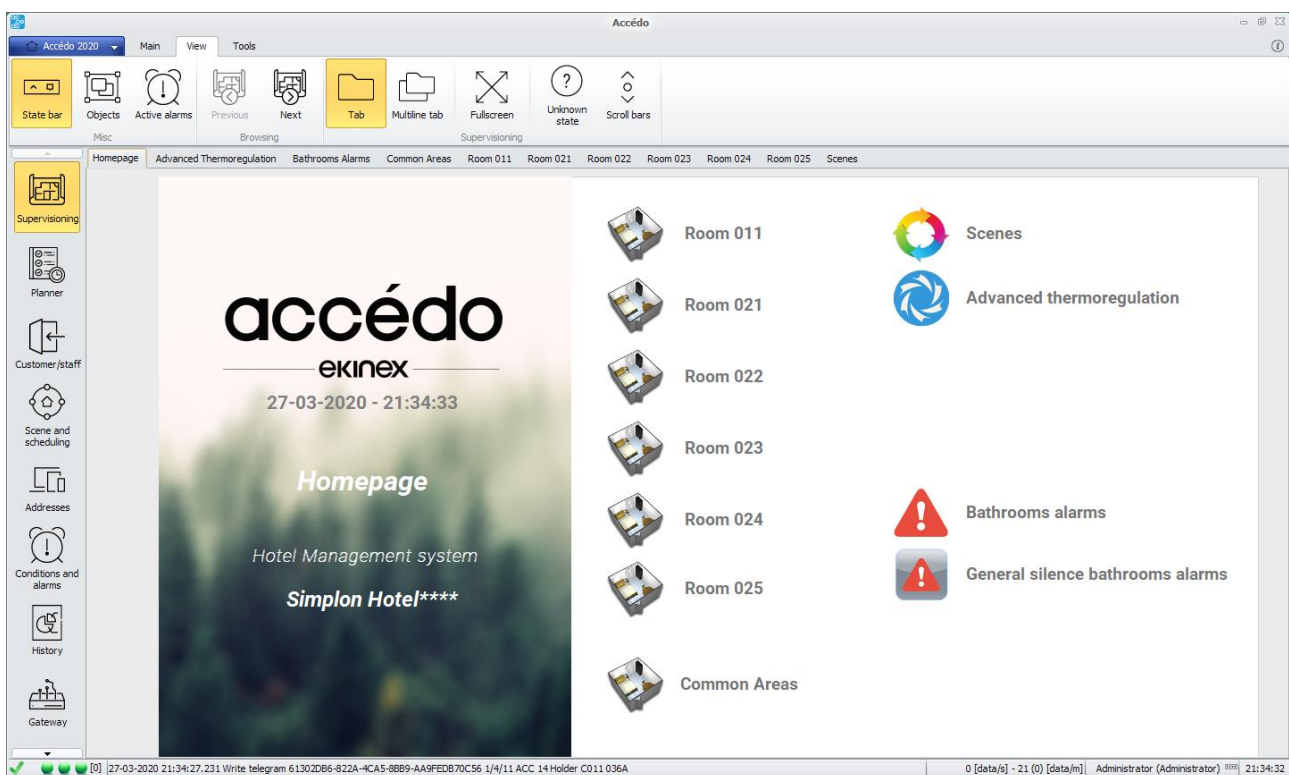 Accédo
Accédo 2020
Main
View
Tools
State bar
Objects
Active alarms
Previous
Next
Tab
Multiline tab
Fullscreen
Unknown
state
Scroll bars
Misc
Browsing
Supervisioning
Homepage
Advanced Thermoregulation
Bathrooms Alarms
Common Areas
Room 011
Room 021
Room 022
Room 023
Room 024
Room 025
Scenes
Supervisioning
Planner
Customer/staff
Scene and
scheduling
Addresses
Conditions and
alarms
History
Gateway
accédo
ekinex
27-03-2020 - 21:34:33
Homepage
Hotel Management system
Simplon Hotel****
Room 011
Room 021
Room 022
Room 023
Room 024
Room 025
Common Areas
Scenes
Advanced thermoregulation
Bathrooms alarms
General silence bathrooms alarms
[0] 27-03-2020 21:34:27.231 Write telegram 61302DB6-822A-4CA5-8BB9-AA9FEDB70C56 1/4/11 ACC 14 Holder C011 036A
0 [data/s] - 21 (0) [data/m]
Administrator (Administrator)
21:34:32